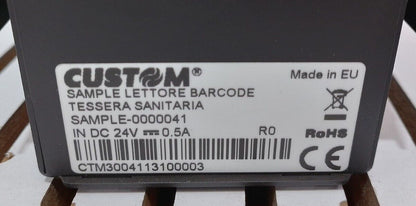 CUSTOM®
Made in EU
SAMPLE LETTORE BARCODE
TESSERA SANITARIA
SAMPLE-0000041
IN DC 24V ⎓ 0.5A R0
RoHS
CE
CTM3004113100003